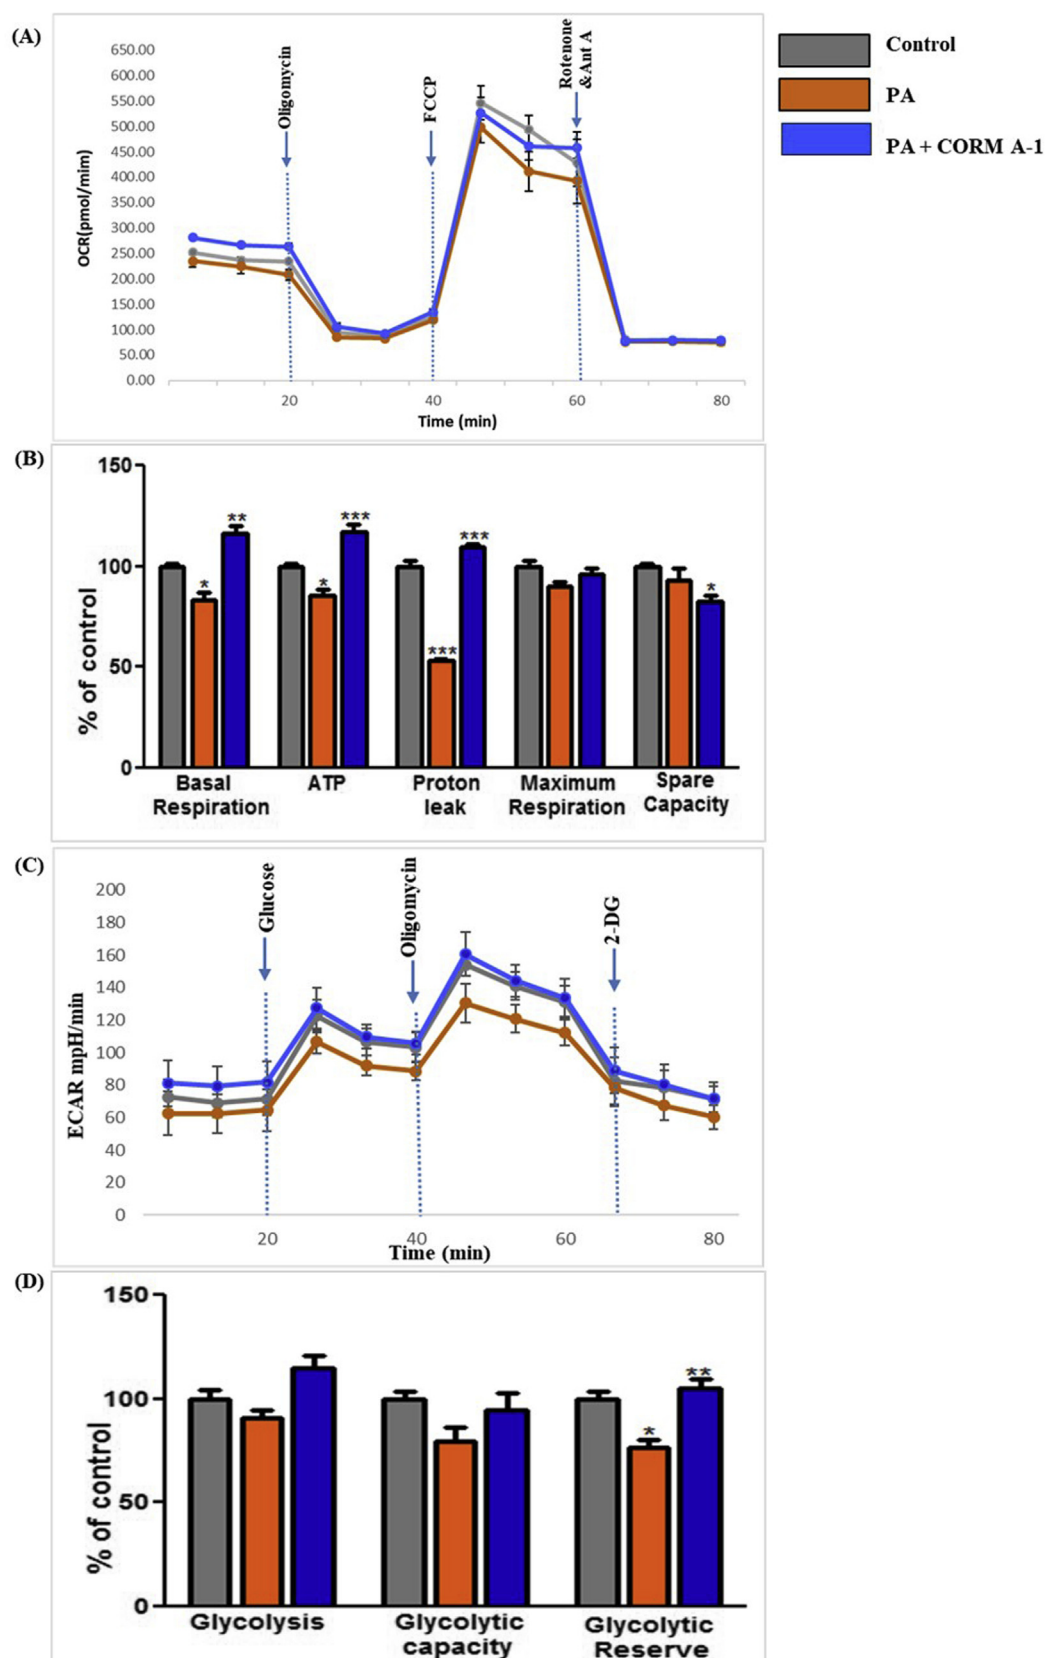 (A)
650.00
600.00
550.00
500.00
450.00
400.00
350.00
300.00
250.00
200.00
150.00
100.00
50.00
0.00
OCR(pmol/mim)
Oligomycin
FCCP
Rotenone
&Ant A
20
40
60
80
Time (min)
Control
PA
PA + CORM A-1
(B)
150
100
50
0
% of control
*
**
*
***
***
***
*
Basal
Respiration
ATP
Proton
leak
Maximum
Respiration
Spare
Capacity
(C)
200
180
160
140
120
100
80
60
40
20
0
ECAR mpH/min
Glucose
Oligomycin
2-DG
20
40
60
80
Time (min)
(D)
150
100
50
0
% of control
*
**
Glycolysis
Glycolytic
capacity
Glycolytic
Reserve